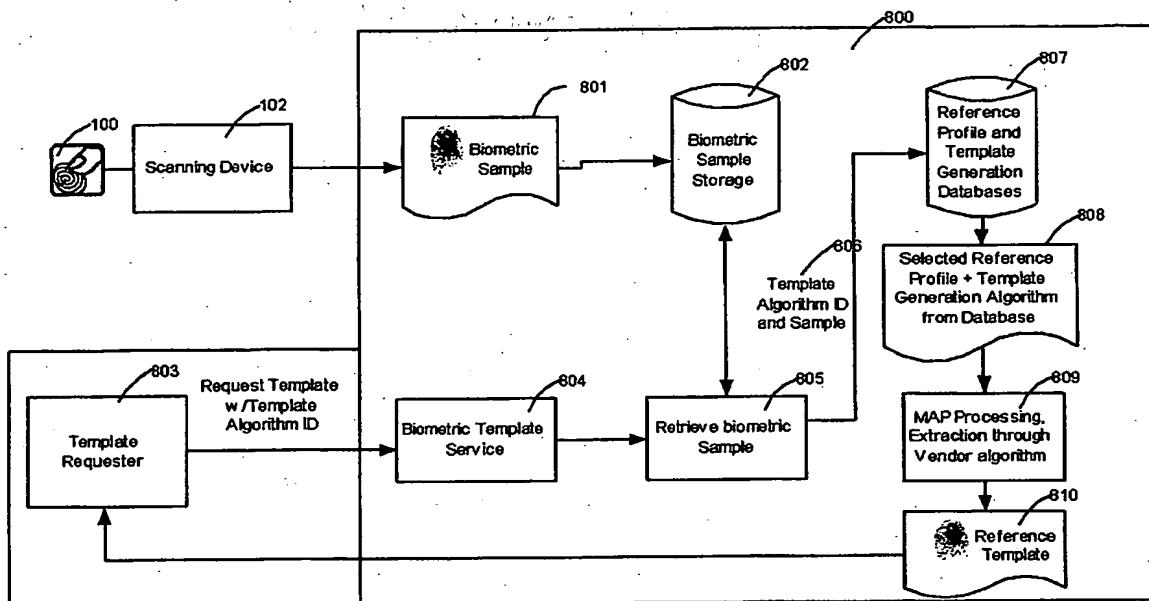 800
807
802
801
102
100
Reference
Profile and
Template
Generation
Databases
Biometric
Sample
Biometric
Sample
Storage
Scanning Device
808
806
Selected Reference
Profile + Template
Generation Algorithm
from Database
Template
Algorithm ID
and Sample
803
Request Template
w/Template
Algorithm ID
804
805
809
Template
Requester
Biometric Template
Service
Retrieve biometric
Sample
MAP Processing,
Extraction through
Vendor algorithm
810
Reference
Template